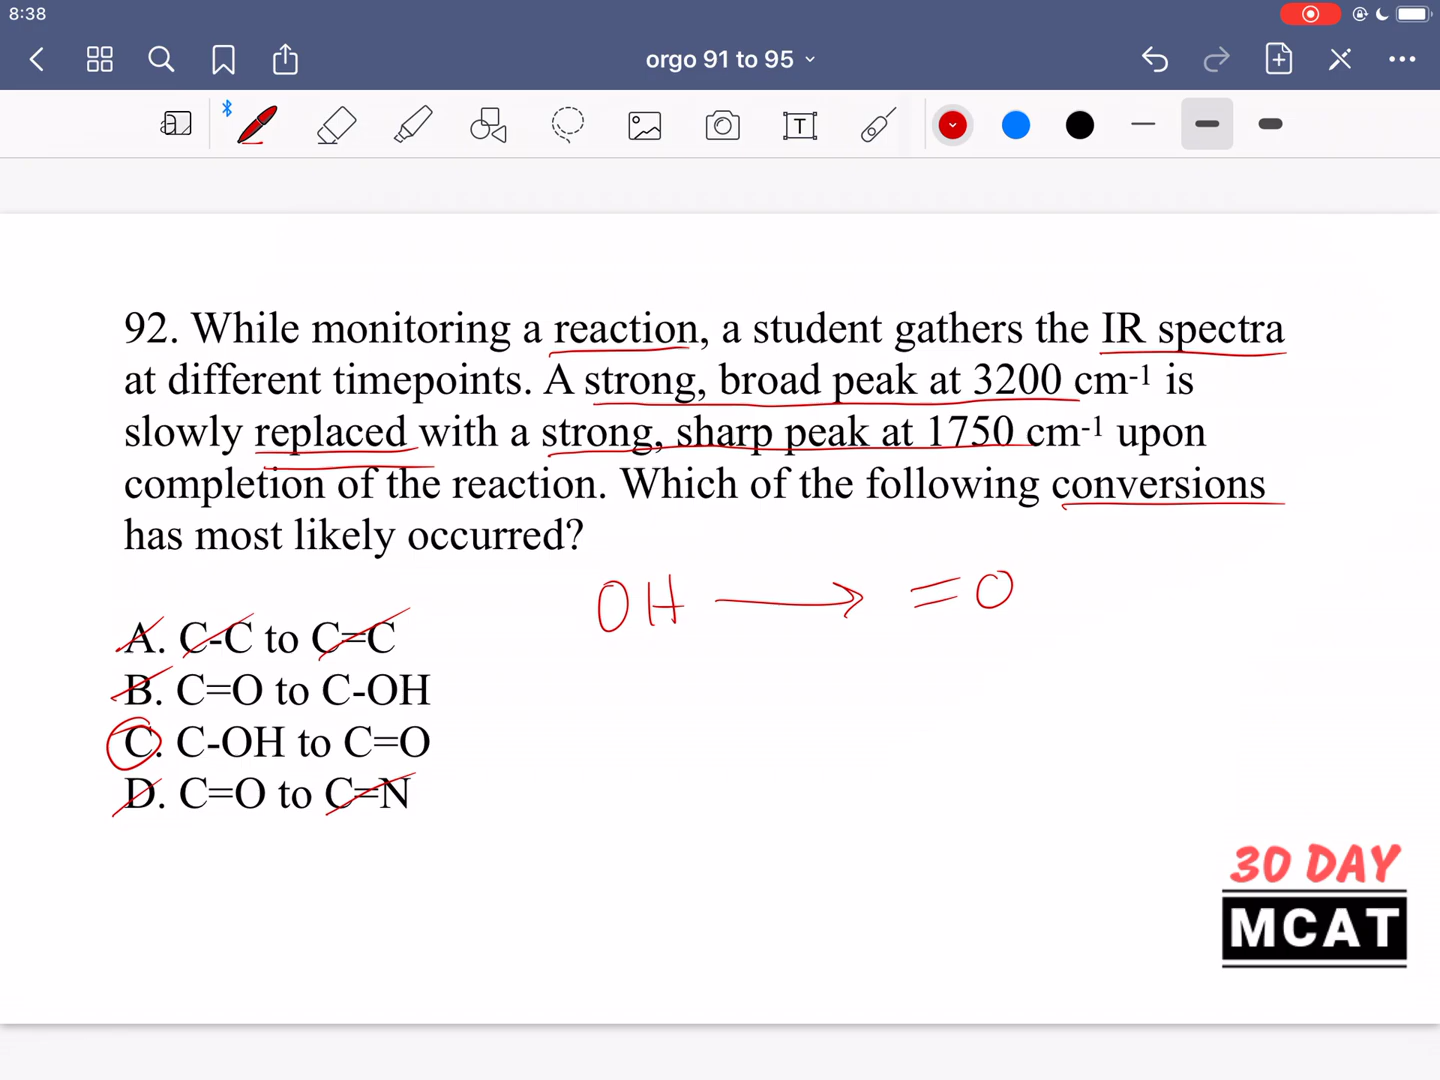 8:38
orgo 91 to 95
92. While monitoring a reaction, a student gathers the IR spectra
at different timepoints. A strong, broad peak at 3200 cm-1 is
slowly replaced with a strong, sharp peak at 1750 cm-1 upon
completion of the reaction. Which of the following conversions
has most likely occurred?
OH → =O
A. C-C to C=C
B. C=O to C-OH
C. C-OH to C=O
D. C=O to C=N
30 DAY
MCAT